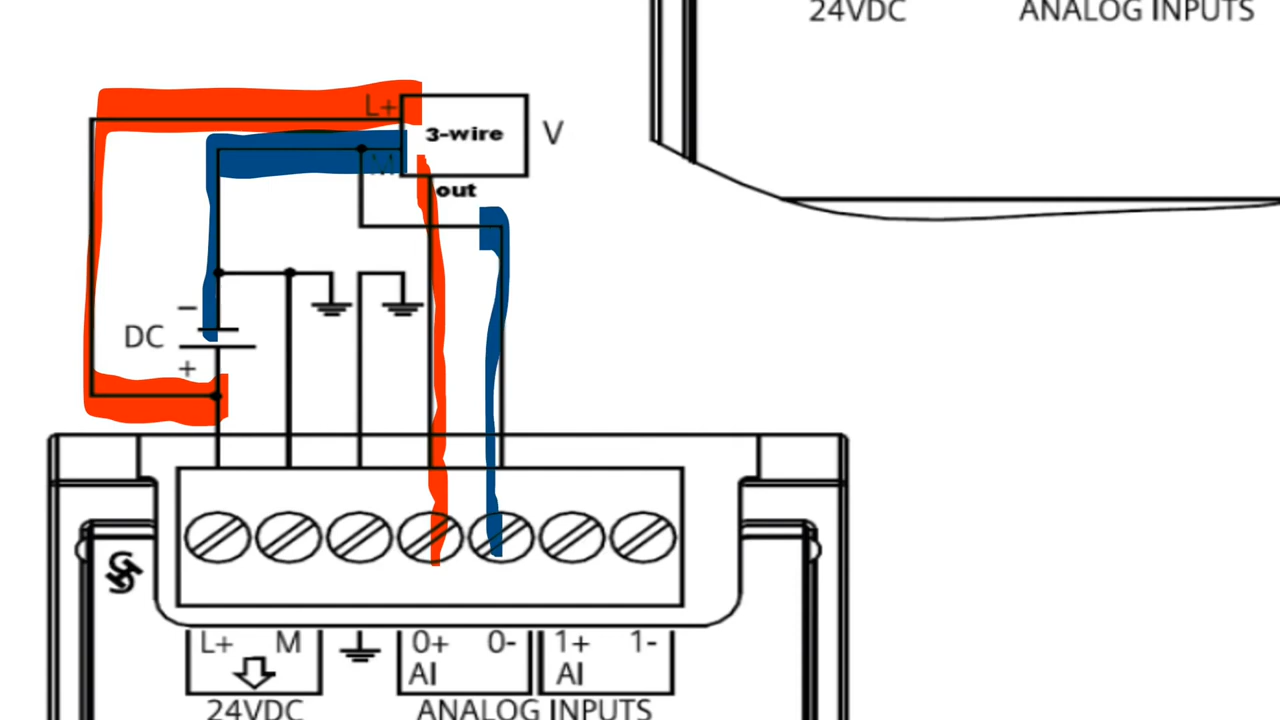 24VDC ANALOG INPUTS
L+
3-wire V
M
out
−
DC
+
L+ M 0+ 0- 1+ 1-
AI AI
24VDC ANALOG INPUTS